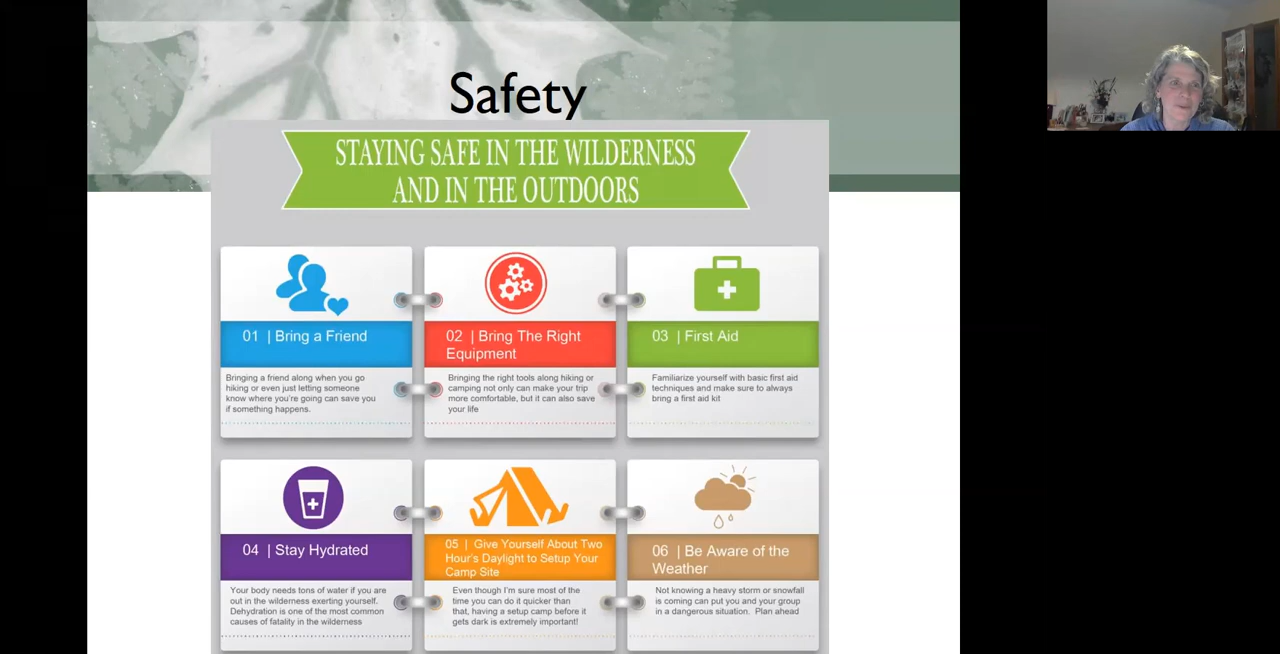 Safety
STAYING SAFE IN THE WILDERNESS
AND IN THE OUTDOORS
01 | Bring a Friend
Bringing a friend along when you go
hiking or even just letting someone
know where you're going can save you
if something happens.
02 | Bring The Right
Equipment
Bringing the right tools along hiking or
camping not only can make your trip
more comfortable, but it can also save
your life
03 | First Aid
Familiarize yourself with basic first aid
techniques and make sure to always
bring a first aid kit
04 | Stay Hydrated
Your body needs tons of water if you are
out in the wilderness exerting yourself.
Dehydration is one of the most common
causes of fatality in the wilderness
05 | Give Yourself About Two
Hour's Daylight to Setup Your
Camp Site
Even though I'm sure most of the
time you can do it quicker than
that, having a setup camp before it
gets dark is extremely important!
06 | Be Aware of the
Weather
Not knowing a heavy storm or snowfall
is coming can put you and your group
in a dangerous situation. Plan ahead